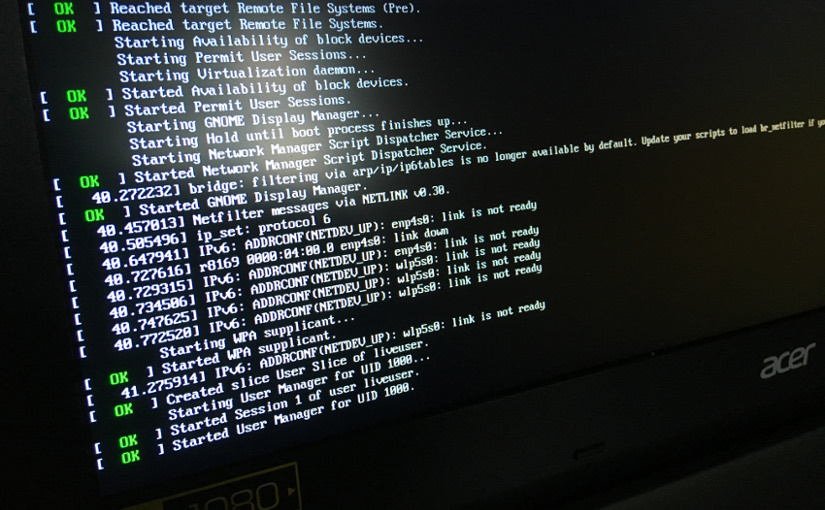 [ OK ] Reached target Remote File Systems (Pre).
[ OK ] Reached target Remote File Systems.
Starting Availability of block devices...
Starting Permit User Sessions...
Starting Virtualization daemon...
[ OK ] Started Availability of block devices.
[ OK ] Started Permit User Sessions.
Starting GNOME Display Manager...
Starting Hold until boot process finishes up...
Starting Network Manager Script Dispatcher Service...
[ OK ] Started Network Manager Script Dispatcher Service.
[ 40.272232] bridge: filtering via arp/ip/ip6tables is no longer available by default. Update your scripts to load br_netfilter if
[ OK ] Started GNOME Display Manager.
[ 40.457013] Netfilter messages via NETLINK v0.30.
[ 40.505496] ip_set: protocol 6
[ 40.647941] IPv6: ADDRCONF(NETDEV_UP): enp4s0: link is not ready
[ 40.727616] r8169 0000:04:00.0 enp4s0: link down
[ 40.729315] IPv6: ADDRCONF(NETDEV_UP): enp4s0: link is not ready
[ 40.734506] IPv6: ADDRCONF(NETDEV_UP): wlp5s0: link is not ready
[ 40.747625] IPv6: ADDRCONF(NETDEV_UP): wlp5s0: link is not ready
[ 40.772520] IPv6: ADDRCONF(NETDEV_UP): wlp5s0: link is not ready
Starting WPA supplicant...
[ OK ] Started WPA supplicant.
[ 41.275914] IPv6: ADDRCONF(NETDEV_UP): wlp5s0: link is not ready
[ OK ] Created slice User Slice of liveuser.
Starting User Manager for UID 1000...
[ OK ] Started Session 1 of user liveuser.
[ OK ] Started User Manager for UID 1000.
acer
1080